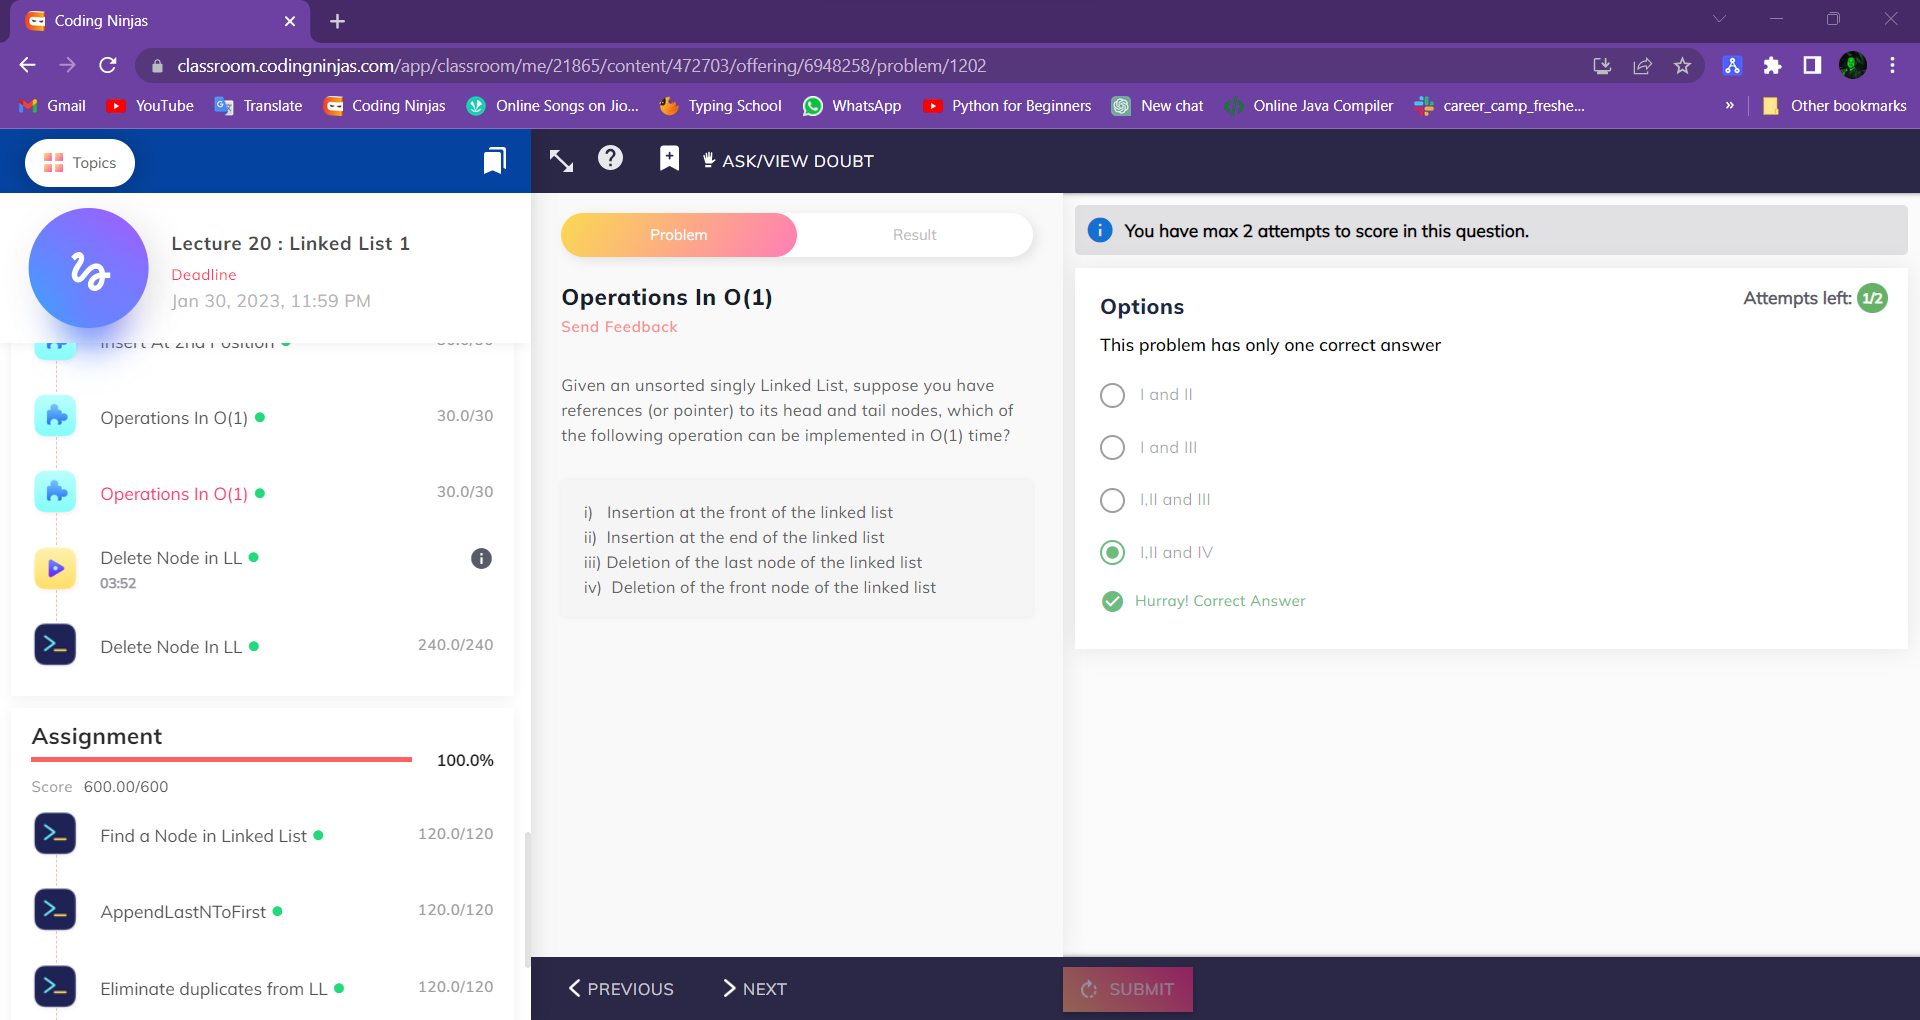 Coding Ninjas
classroom.codingninjas.com/app/classroom/me/21865/content/472703/offering/6948258/problem/1202
Gmail
YouTube
Translate
Coding Ninjas
Online Songs on Jio...
Typing School
WhatsApp
Python for Beginners
New chat
Online Java Compiler
career_camp_freshe...
»
Other bookmarks
Topics
ASK/VIEW DOUBT
Lecture 20 : Linked List 1
Deadline
Jan 30, 2023, 11:59 PM
Insert At 2nd Position
30.0/30
Operations In O(1)
30.0/30
Operations In O(1)
30.0/30
Delete Node in LL
03:52
Delete Node In LL
240.0/240
Assignment
100.0%
Score 600.00/600
Find a Node in Linked List
120.0/120
AppendLastNToFirst
120.0/120
Eliminate duplicates from LL
120.0/120
Problem
Result
Operations In O(1)
Send Feedback
Given an unsorted singly Linked List, suppose you have
references (or pointer) to its head and tail nodes, which of
the following operation can be implemented in O(1) time?
i) Insertion at the front of the linked list
ii) Insertion at the end of the linked list
iii) Deletion of the last node of the linked list
iv) Deletion of the front node of the linked list
You have max 2 attempts to score in this question.
Options
Attempts left: 1/2
This problem has only one correct answer
I and II
I and III
I,II and III
I,II and IV
Hurray! Correct Answer
PREVIOUS
NEXT
SUBMIT